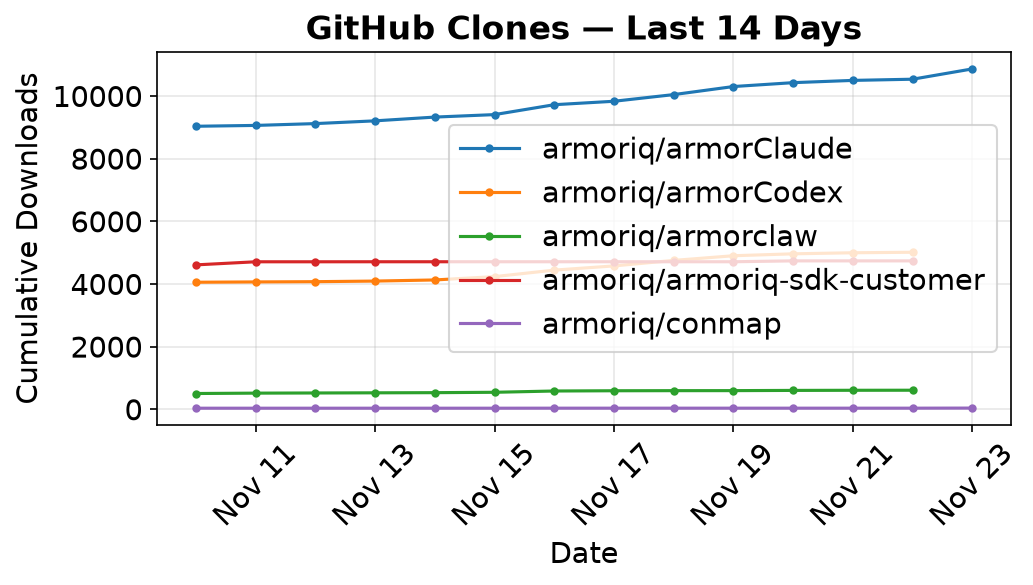 GitHub Clones — Last 14 Days
Cumulative Downloads
10000
8000
6000
4000
2000
0
armoriq/armorClaude
armoriq/armorCodex
armoriq/armorclaw
armoriq/armoriq-sdk-customer
armoriq/conmap
Nov 11
Nov 13
Nov 15
Nov 17
Nov 19
Nov 21
Nov 23
Date